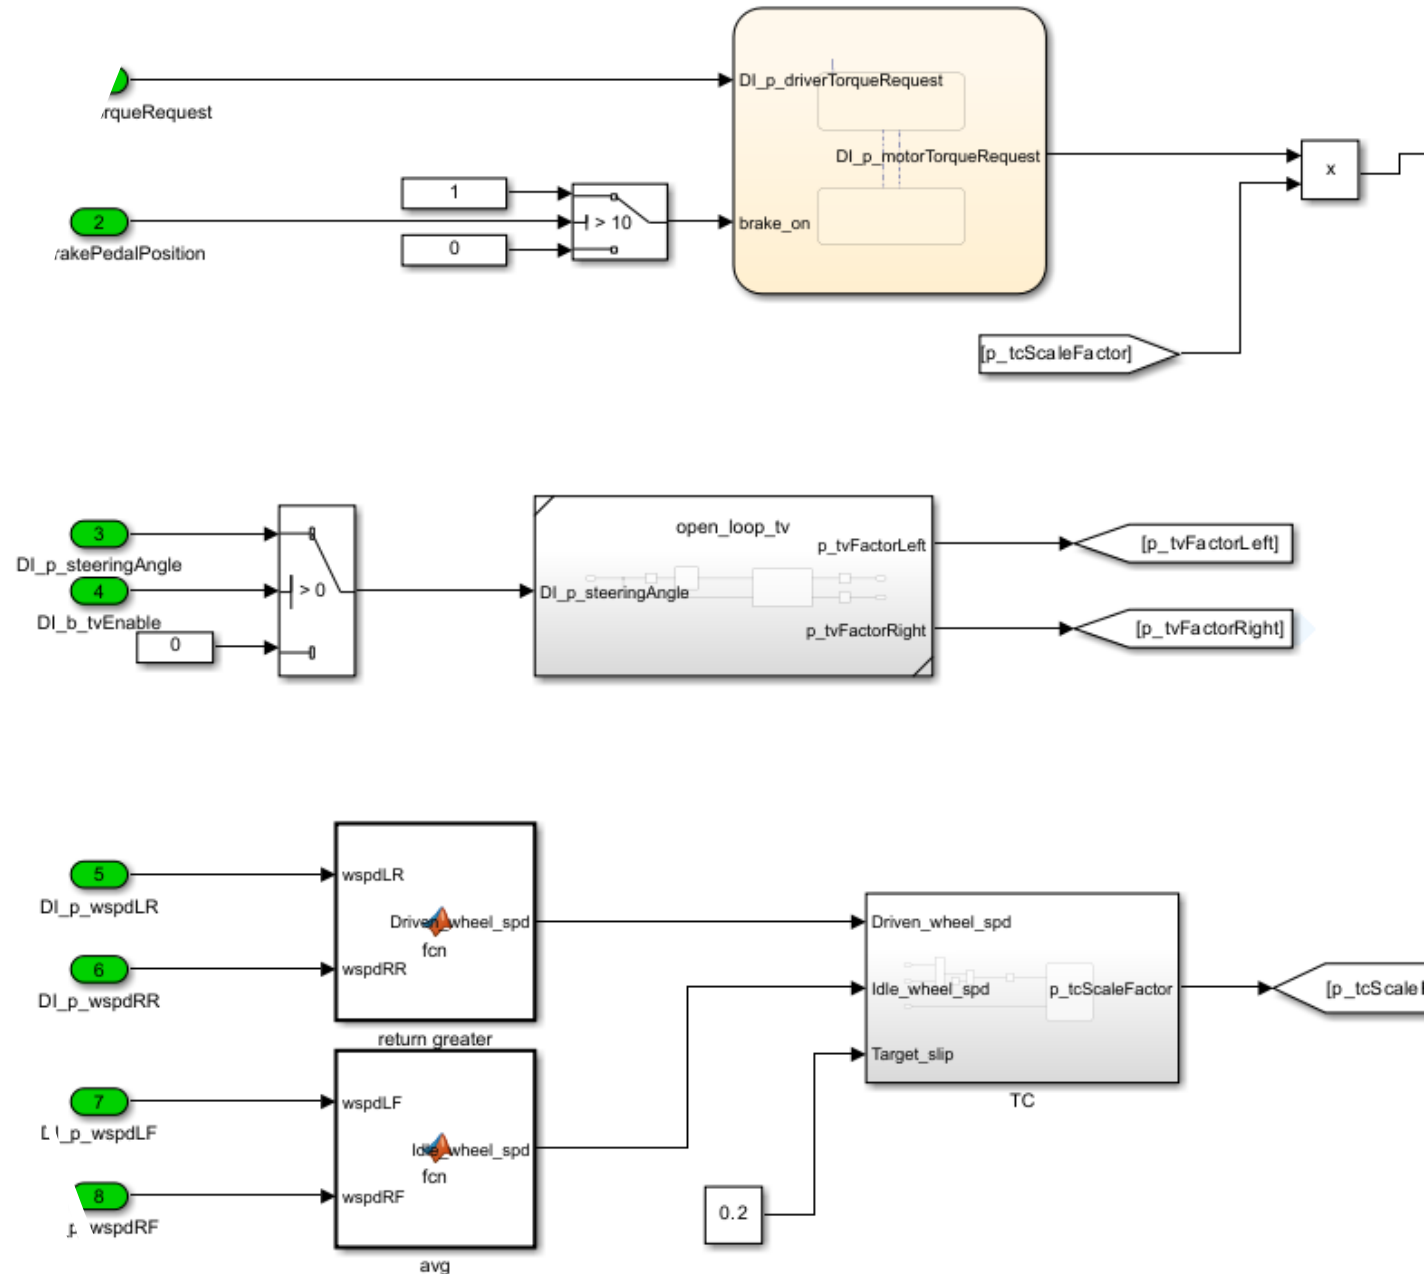 DI_p_driverTorqueRequest
rqueRequest
DI_p_motorTorqueRequest
x
1
2
> 10
brake_on
akePedalPosition
0
[p_tcScaleFactor]
3
DI_p_steeringAngle
4
DI_b_tvEnable
0
> 0
open_loop_tv
p_tvFactorLeft
DI_p_steeringAngle
p_tvFactorRight
[p_tvFactorLeft]
[p_tvFactorRight]
5
DI_p_wspdLR
6
DI_p_wspdRR
wspdLR
Driven_wheel_spd
fcn
wspdRR
return greater
7
_p_wspdLF
8
wspdRF
wspdLF
Idle_wheel_spd
fcn
wspdRF
avg
Driven_wheel_spd
Idle_wheel_spd
p_tcScaleFactor
Target_slip
TC
0.2
[p_tcScale